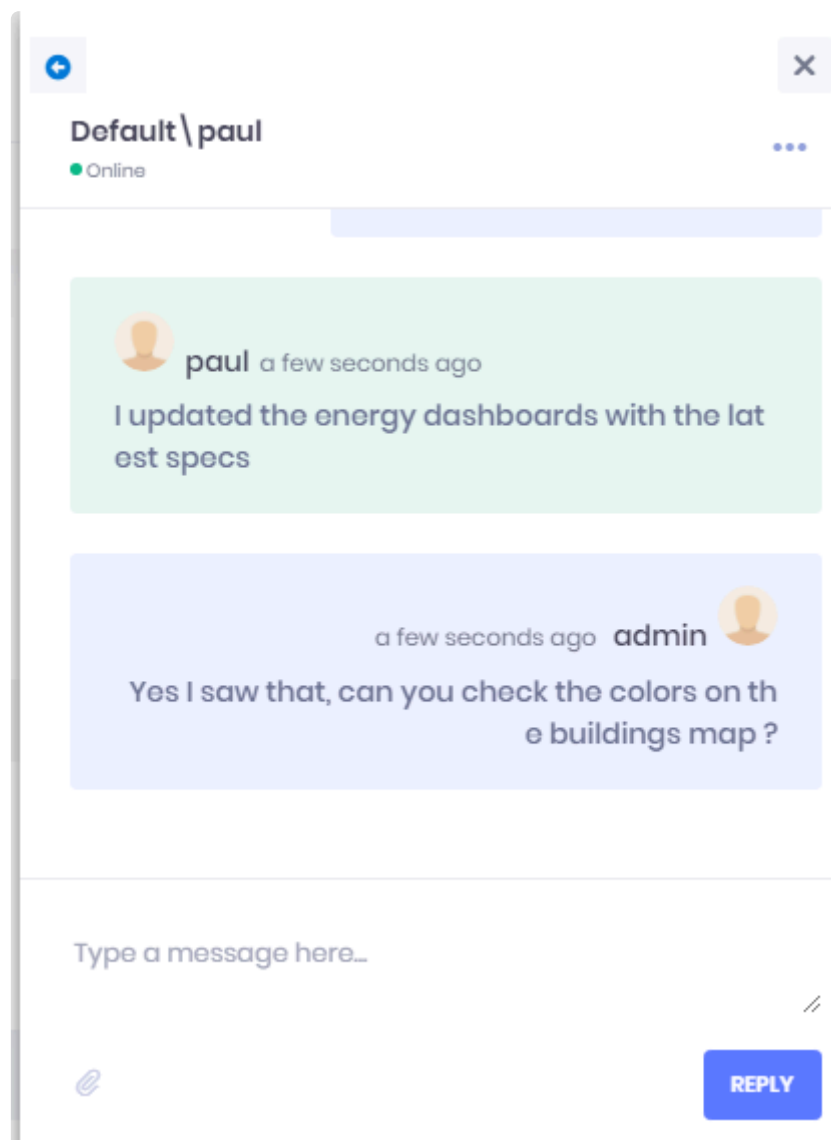 Default\paul
Online
paul a few seconds ago
I updated the energy dashboards with the lat
est specs
a few seconds ago admin
Yes I saw that, can you check the colors on th
e buildings map ?
Type a message here...
REPLY